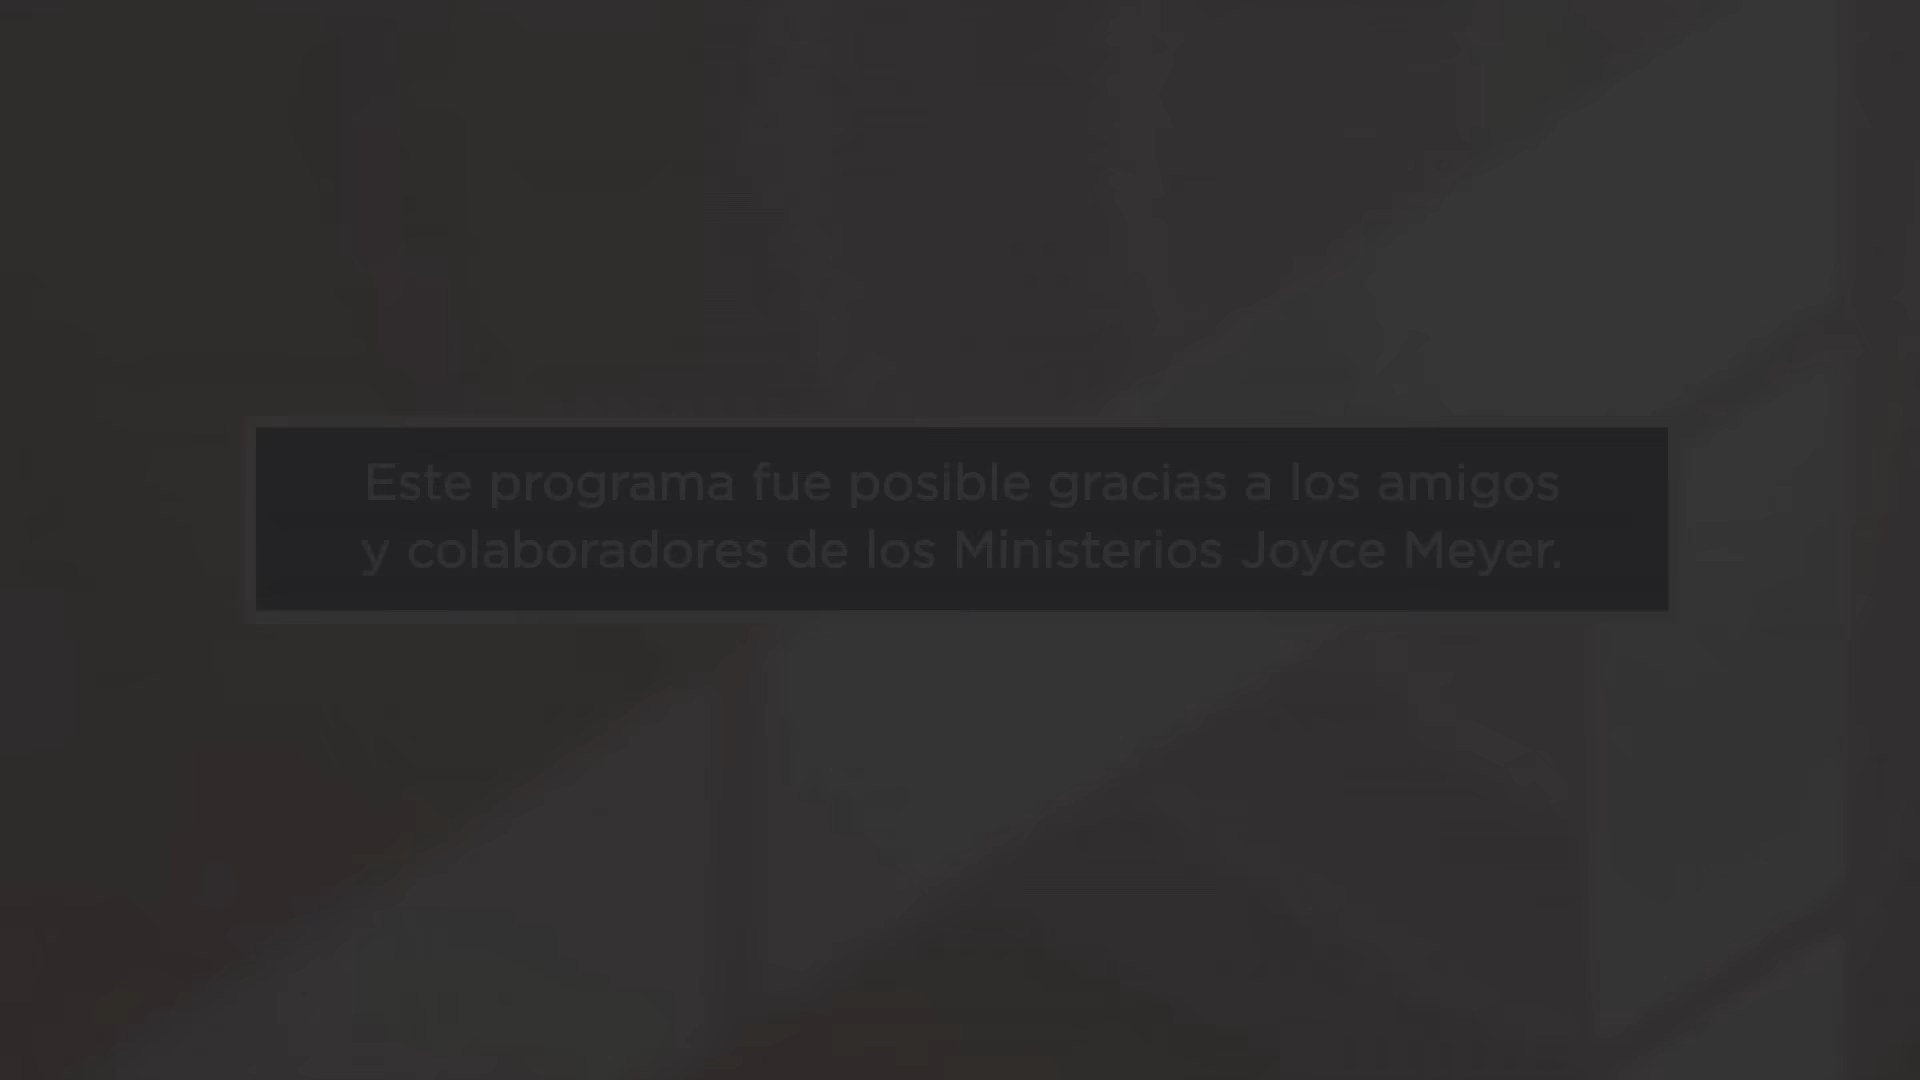 Este programa fue posible gracias a los amigos
y colaboradores de los Ministerios Joyce Meyer.